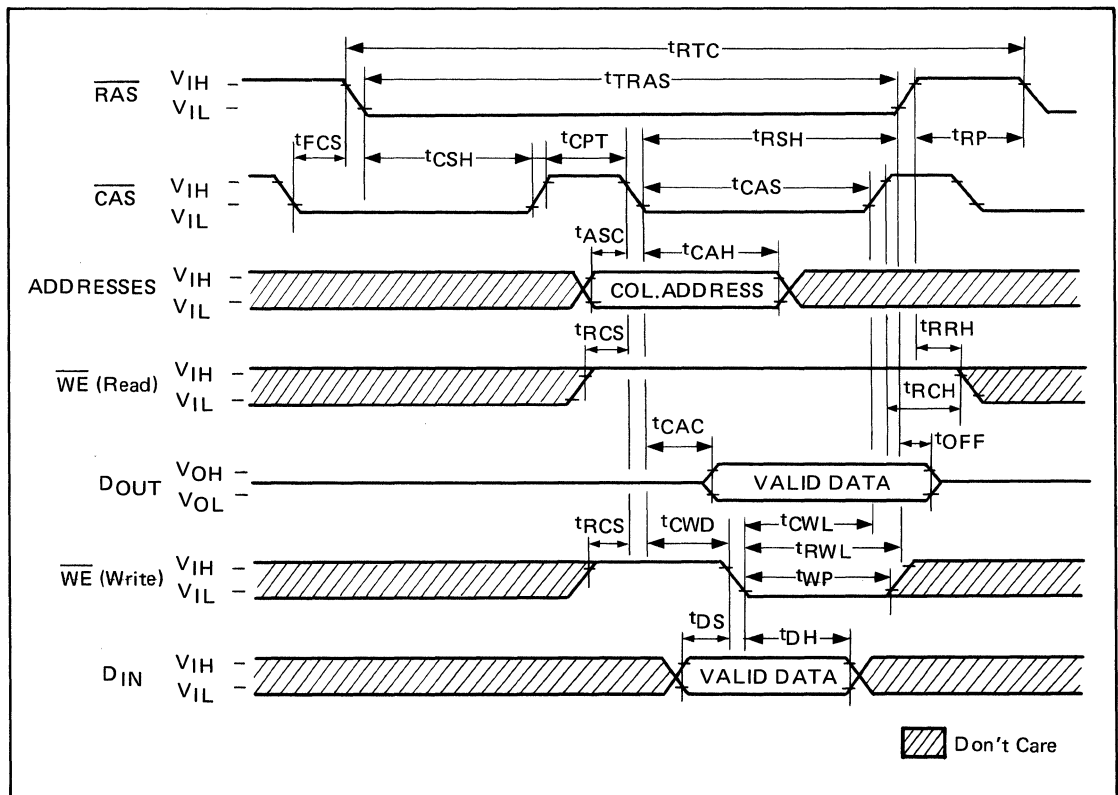 tRTC
RAS VIH
VIL
tTRAS
tFCS tCSH tCPT tRSH tRP
CAS VIH
VIL
tCAS
tASC tCAH
ADDRESSES VIH
VIL
COL.ADDRESS
tRCS tRRH
WE (Read) VIH
VIL
tRCH
tCAC tOFF
DOUT VOH
VOL
VALID DATA
tRCS tCWD tCWL
tRWL
WE (Write) VIH
VIL
tWP
tDS tDH
DIN VIH
VIL
VALID DATA
Don't Care